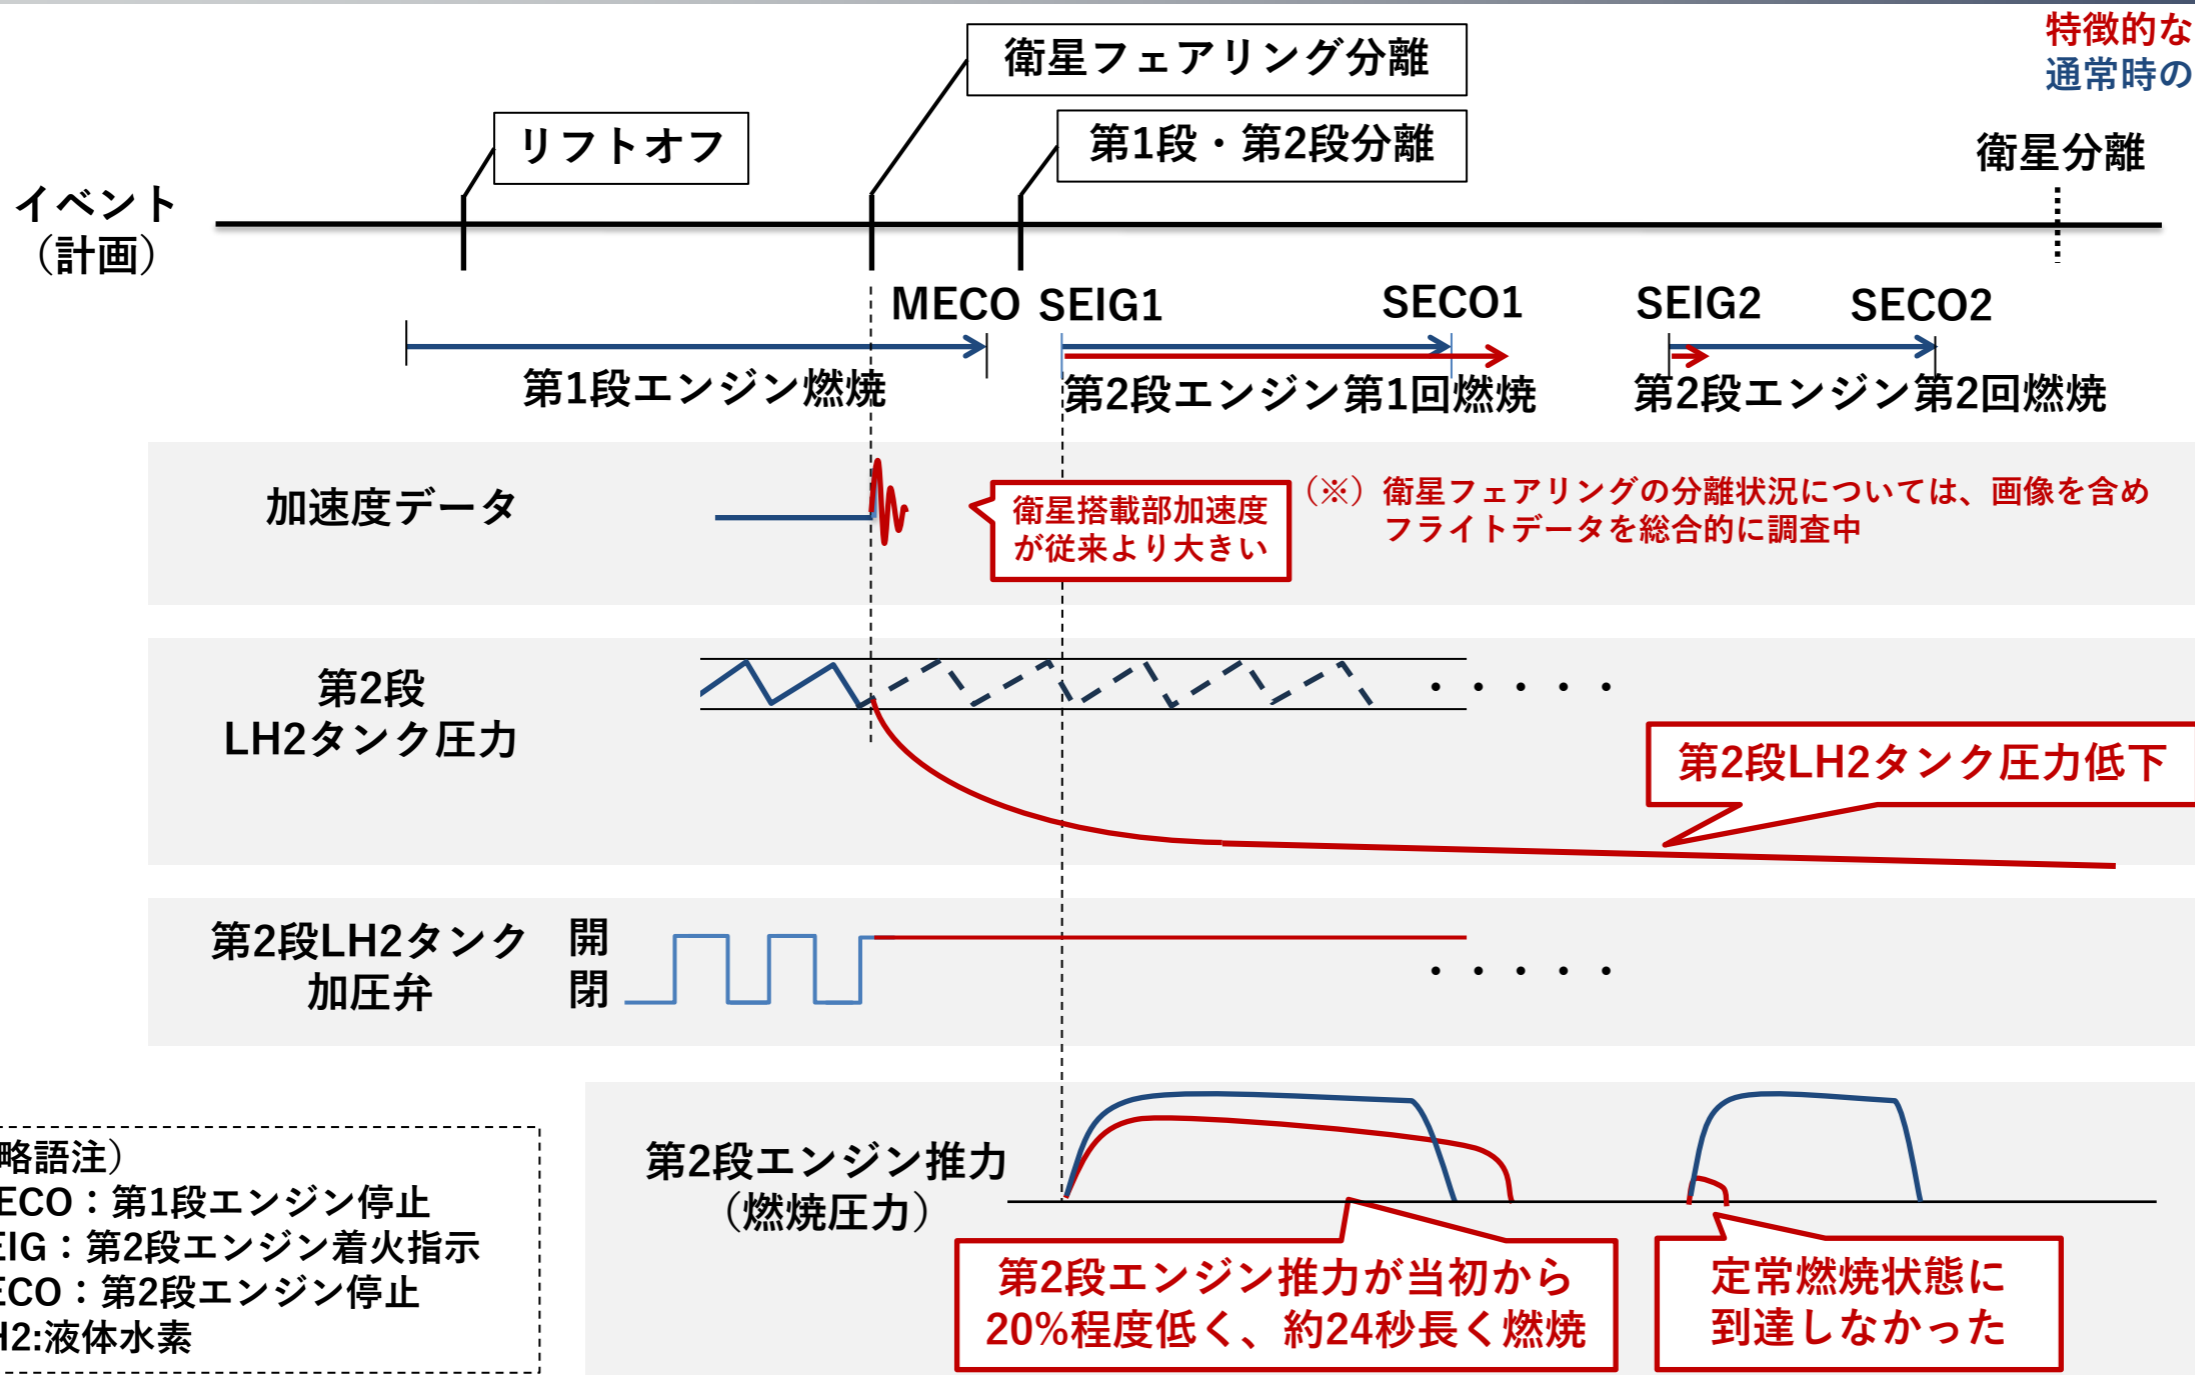 特徴的な
通常時の
衛星フェアリング分離
リフトオフ
第1段・第2段分離
衛星分離
イベント
（計画）
MECO
SEIG1
SECO1
SEIG2
SECO2
第1段エンジン燃焼
第2段エンジン第1回燃焼
第2段エンジン第2回燃焼
加速度データ
衛星搭載部加速度
が従来より大きい
（※）衛星フェアリングの分離状況については、画像を含め
フライトデータを総合的に調査中
第2段
LH2タンク圧力
・・・・・
第2段LH2タンク圧力低下
第2段LH2タンク
加圧弁
開
閉
・・・・・
第2段エンジン推力
（燃焼圧力）
第2段エンジン推力が当初から
20%程度低く、約24秒長く燃焼
定常燃焼状態に
到達しなかった
略語注）
ECO：第1段エンジン停止
EIG：第2段エンジン着火指示
ECO：第2段エンジン停止
H2:液体水素